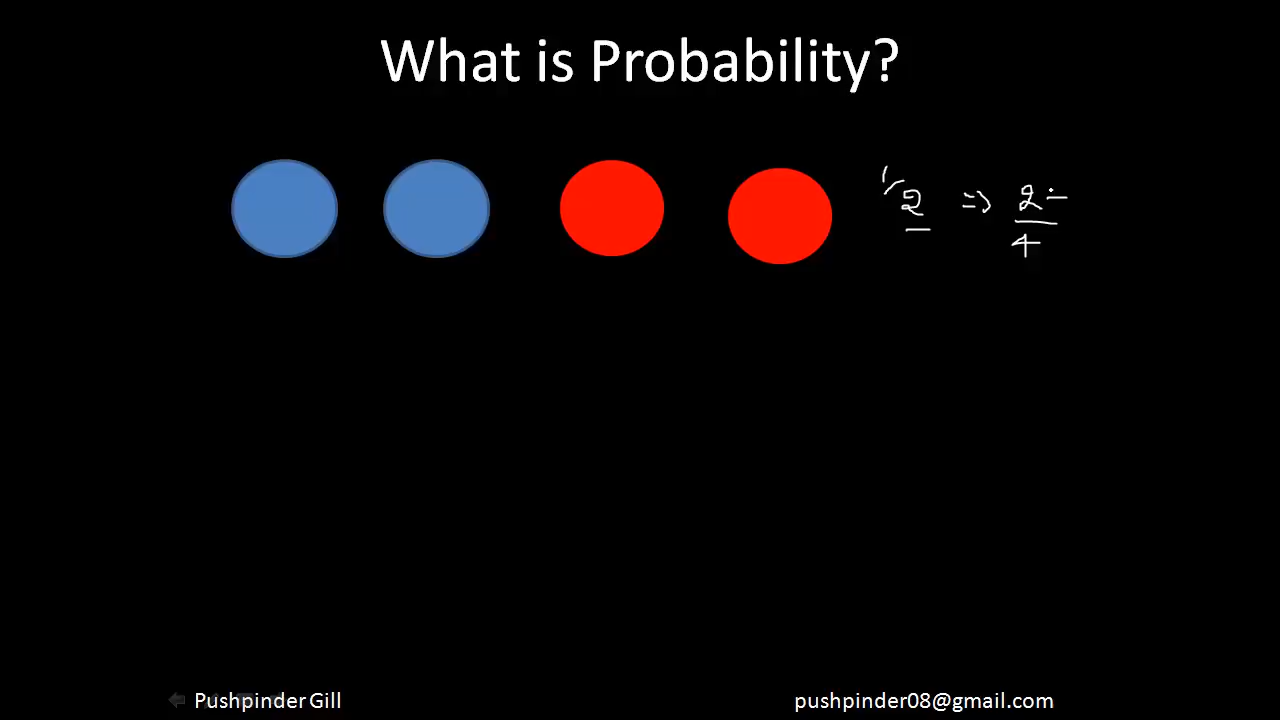 What is Probability?
1/2 => 2
4
Pushpinder Gill
pushpinder08@gmail.com